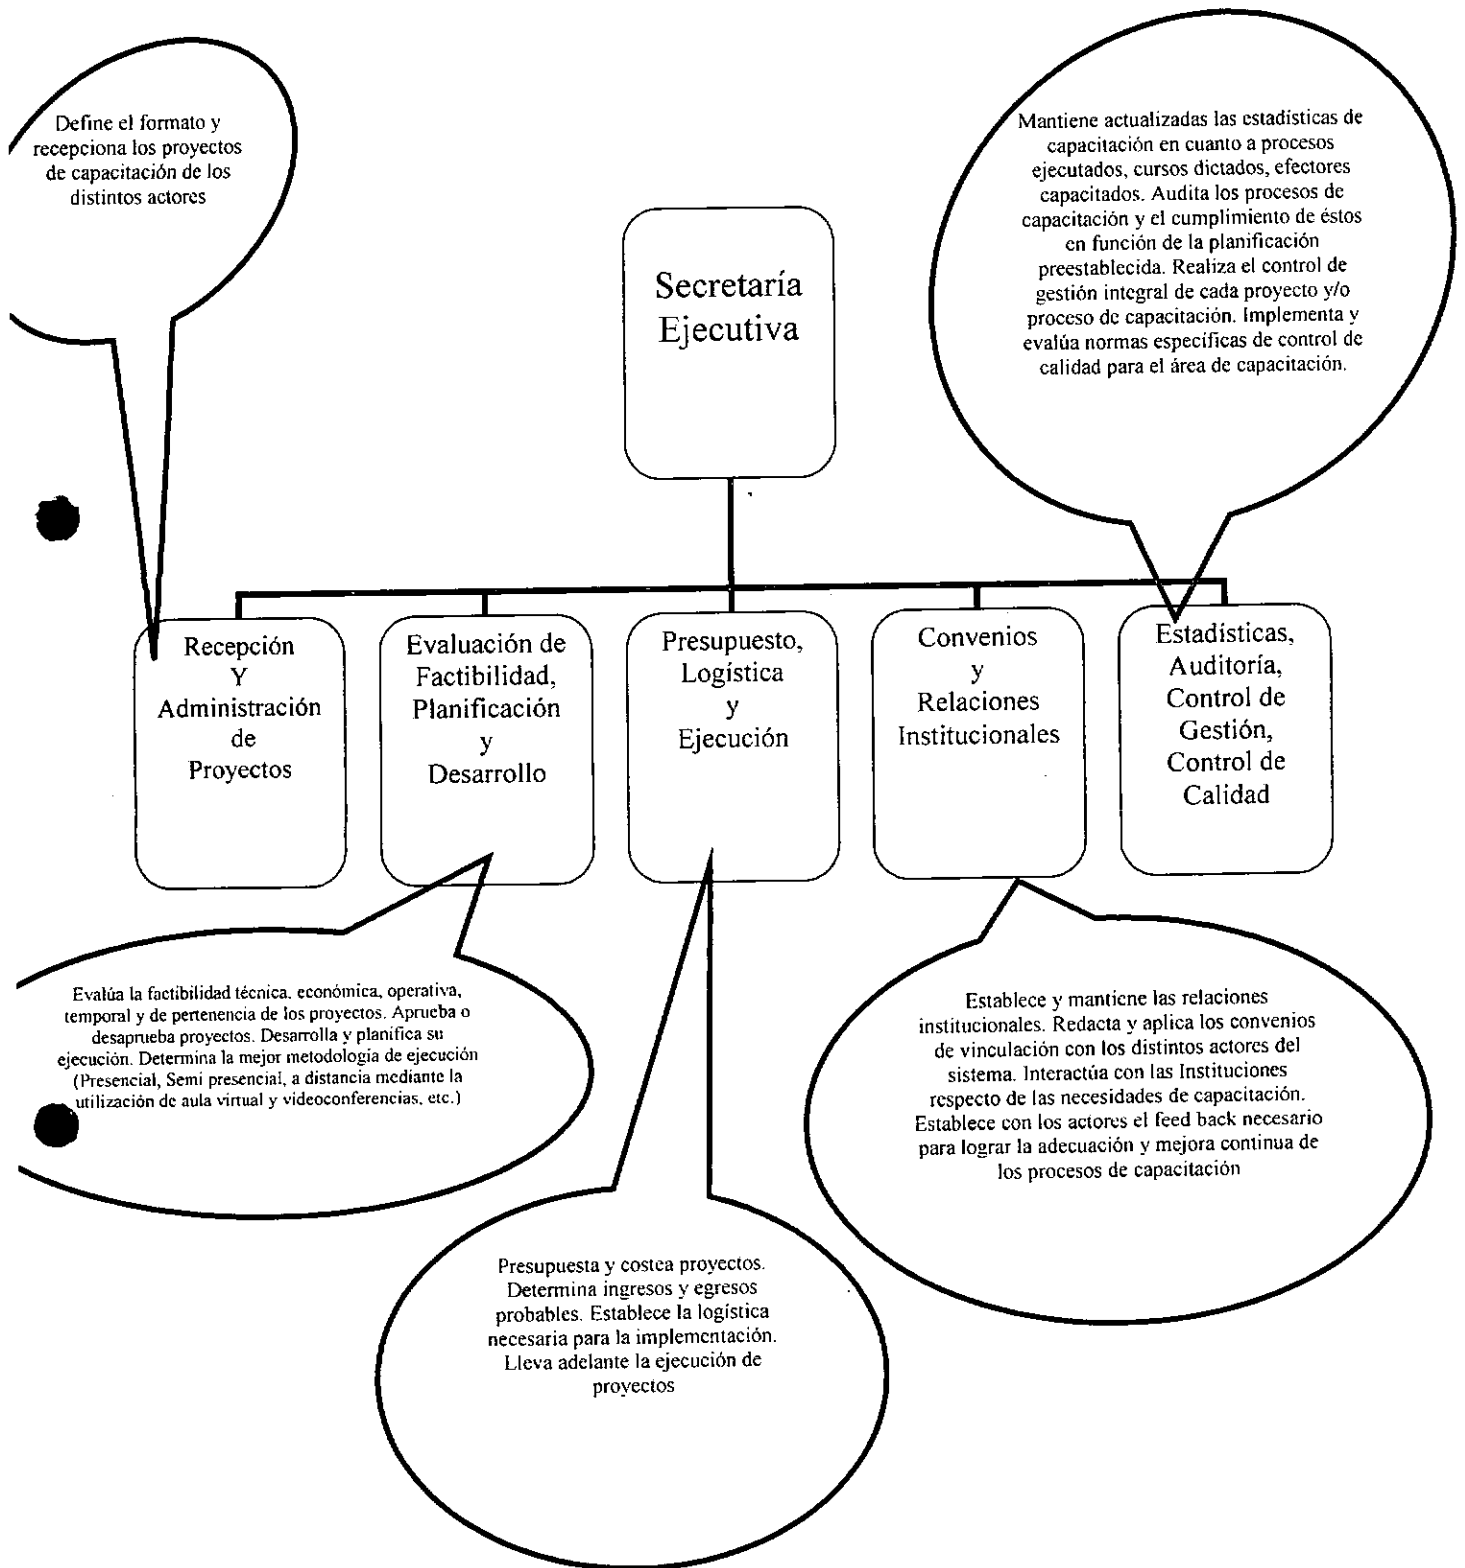 Define el formato y
recepciona los proyectos
de capacitación de los
distintos actores
Mantiene actualizadas las estadísticas de
capacitación en cuanto a procesos
ejecutados, cursos dictados, efectores
capacitados. Audita los procesos de
capacitación y el cumplimiento de éstos
en función de la planificación
preestablecida. Realiza el control de
gestión integral de cada proyecto y/o
proceso de capacitación. Implementa y
evalúa normas específicas de control de
calidad para el área de capacitación.
Secretaría
Ejecutiva
Recepción
Y
Administración
de
Proyectos
Evaluación de
Factibilidad,
Planificación
y
Desarrollo
Presupuesto,
Logística
y
Ejecución
Convenios
y
Relaciones
Institucionales
Estadísticas,
Auditoría,
Control de
Gestión,
Control de
Calidad
Evalúa la factibilidad técnica, económica, operativa,
temporal y de pertenencia de los proyectos. Aprueba o
desaprueba proyectos. Desarrolla y planifica su
ejecución. Determina la mejor metodología de ejecución
(Presencial, Semi presencial, a distancia mediante la
utilización de aula virtual y videoconferencias, etc.)
Establece y mantiene las relaciones
institucionales. Redacta y aplica los convenios
de vinculación con los distintos actores del
sistema. Interactúa con las Instituciones
respecto de las necesidades de capacitación.
Establece con los actores el feed back necesario
para lograr la adecuación y mejora continua de
los procesos de capacitación
Presupuesta y costea proyectos.
Determina ingresos y egresos
probables. Establece la logística
necesaria para la implementación.
Lleva adelante la ejecución de
proyectos